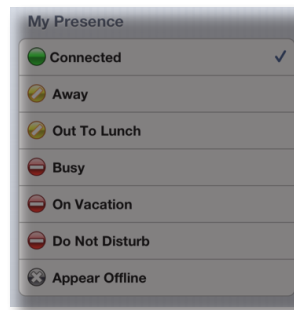 My Presence
Connected
Away
Out To Lunch
Busy
On Vacation
Do Not Disturb
Appear Offline